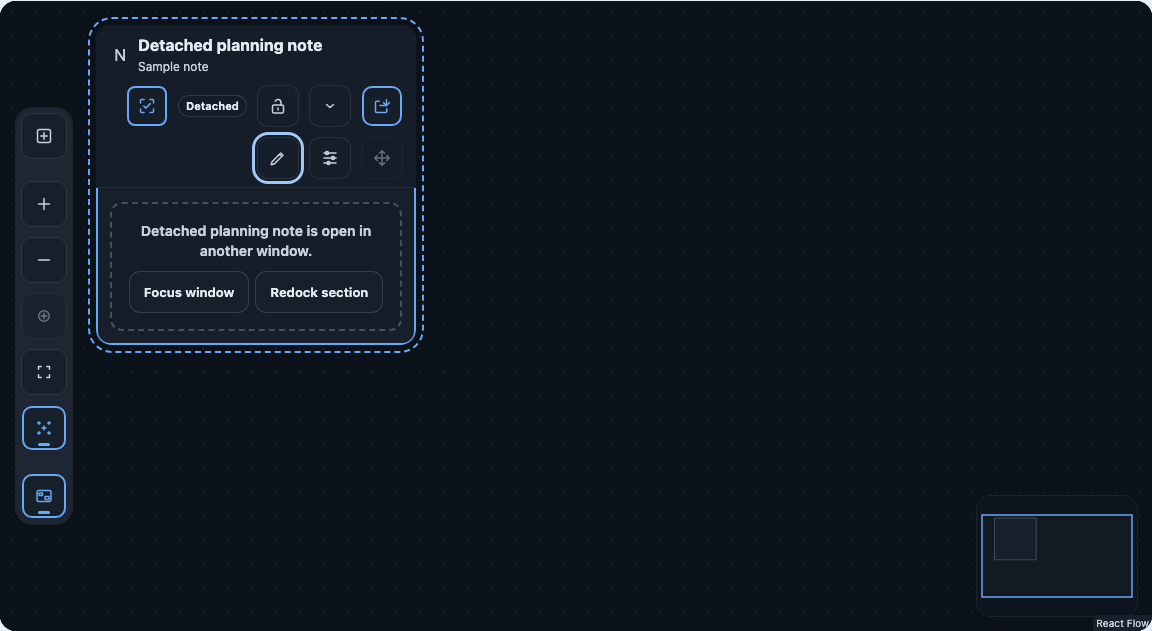 N
Detached planning note
Sample note
Detached
Detached planning note is open in
another window.
Focus window
Redock section
React Flow